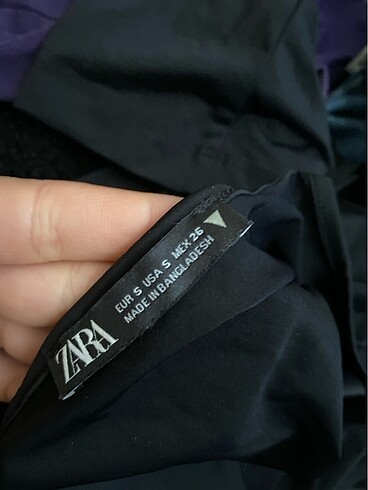 ZARA
EUR S USA S MEX 26
MADE IN BANGLADESH